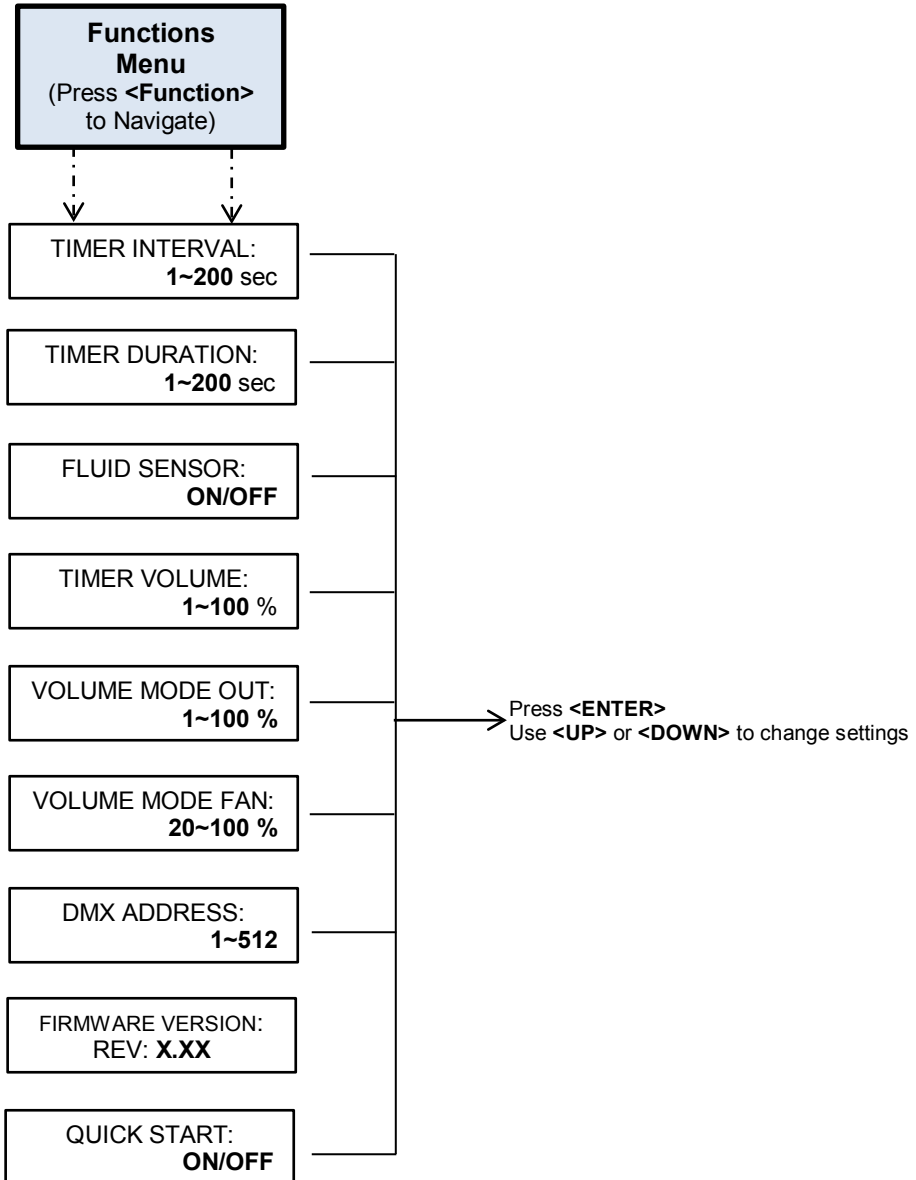 Functions
Menu
(Press <Function>
to Navigate)
TIMER INTERVAL:
1~200 sec
TIMER DURATION:
1~200 sec
FLUID SENSOR:
ON/OFF
TIMER VOLUME:
1~100 %
VOLUME MODE OUT:
1~100 %
Press <ENTER>
Use <UP> or <DOWN> to change settings
VOLUME MODE FAN:
20~100 %
DMX ADDRESS:
1~512
FIRMWARE VERSION:
REV: X.XX
QUICK START:
ON/OFF